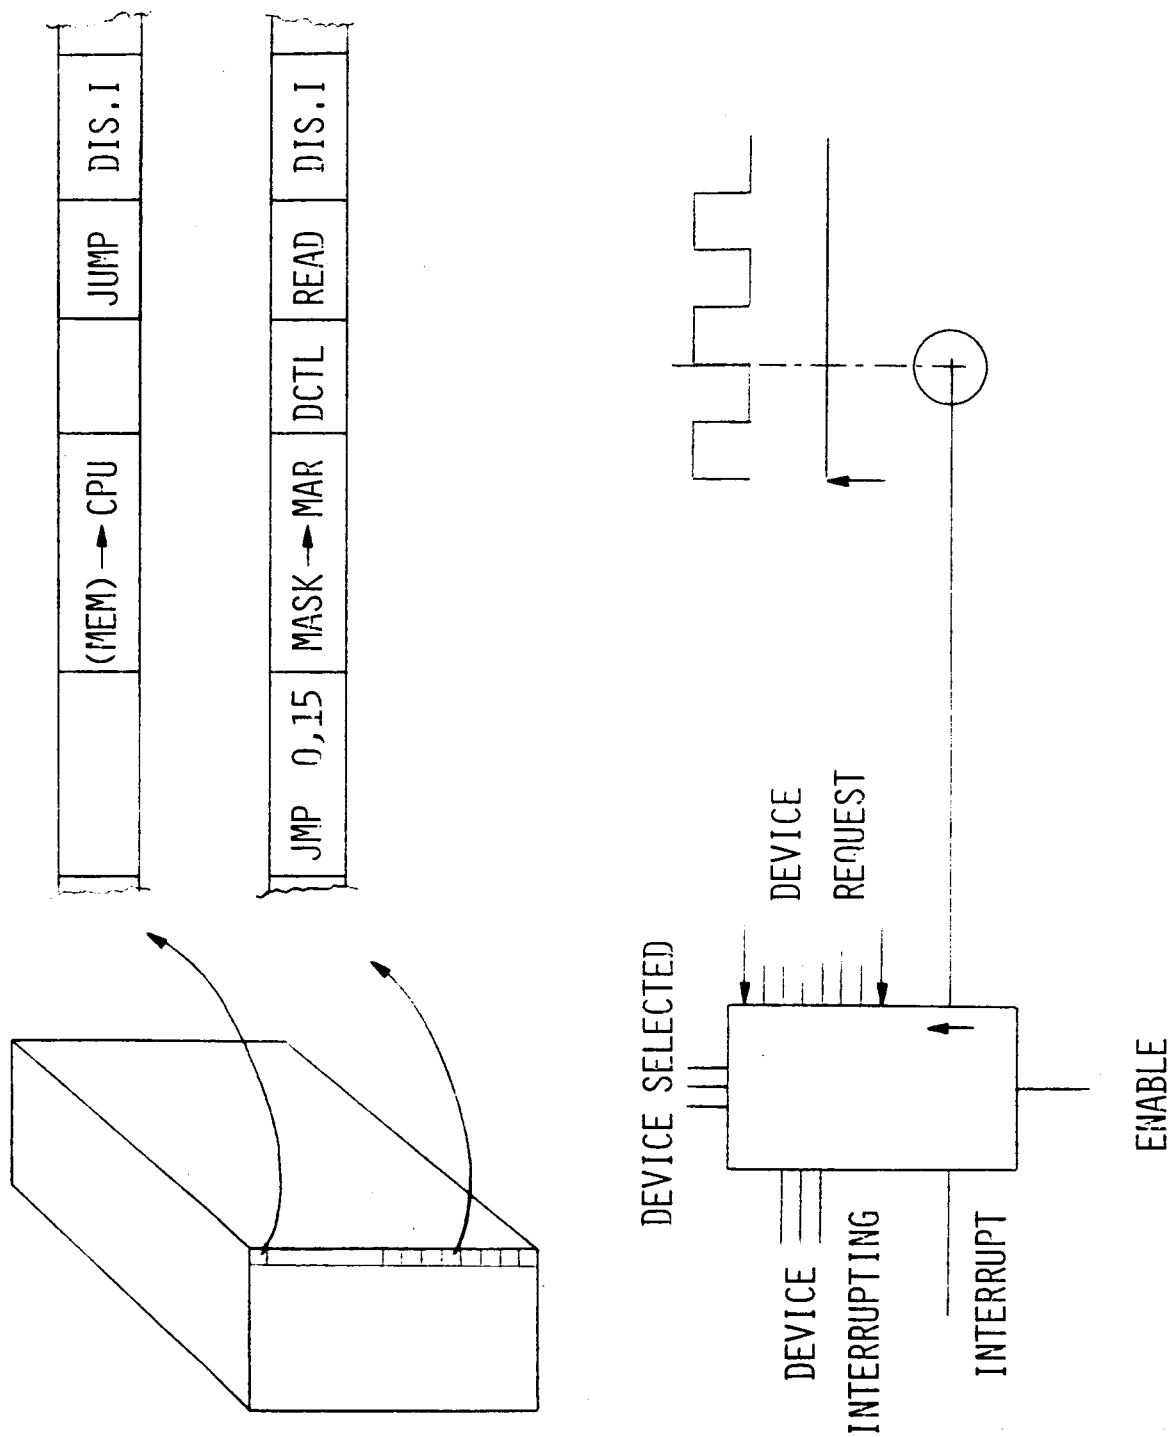 (MEM)→CPU JUMP DIS.I
JMP 0,15 MASK→MAR DCTL READ DIS.I
DEVICE SELECTED
DEVICE
REQUEST
DEVICE
INTERRUPTING
INTERRUPT
ENABLE